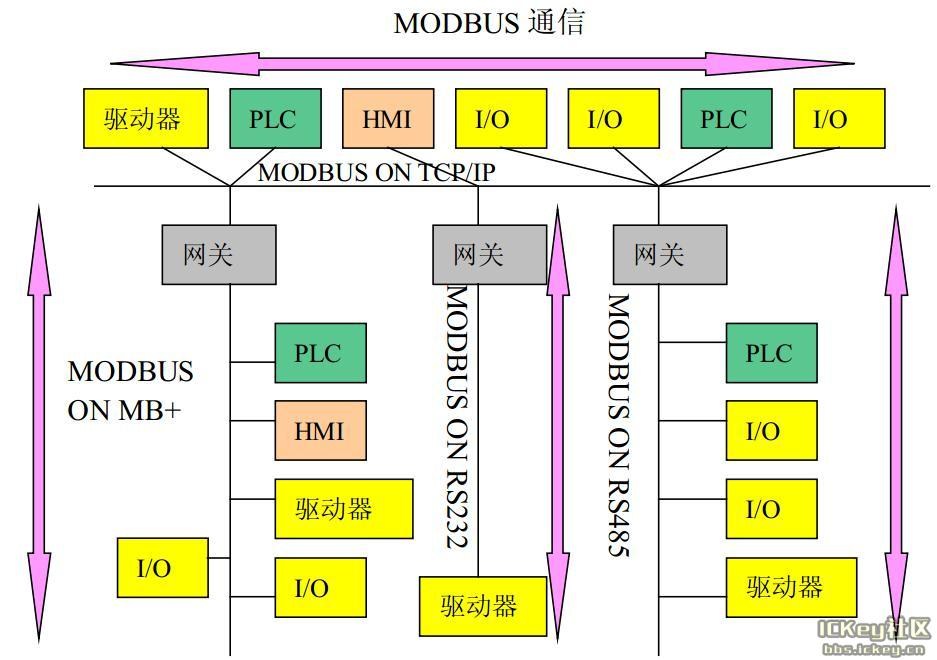 MODBUS 通信
驱动器
PLC
HMI
I/O
I/O
PLC
I/O
MODBUS ON TCP/IP
网关
网关
网关
MODBUS
ON MB+
PLC
HMI
驱动器
I/O
I/O
MODBUS ON RS232
驱动器
MODBUS ON RS485
PLC
I/O
I/O
驱动器
ICKey社区
bbs.ickey.cn